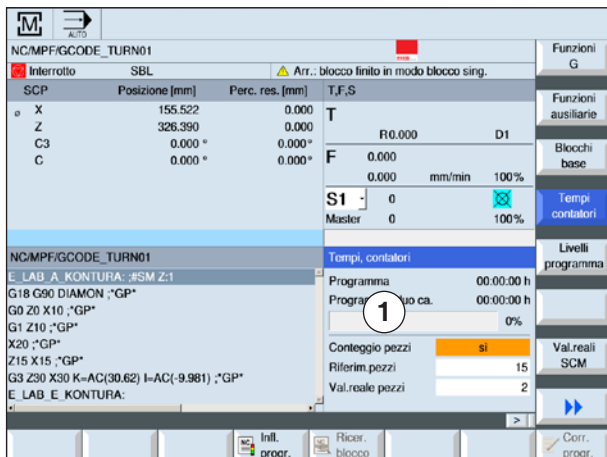 M
AUTO
NC/MPF/GCODE_TURN01
Interrotto SBL Arr.: blocco finito in modo blocco sing.
SCP Posizione [mm] Perc. res. [mm] T,F,S
ø X 155.522 0.000
Z 326.390 0.000
C3 0.000 ° 0.000°
C 0.000 ° 0.000°
T
R0.000 D1
F 0.000
0.000 mm/min 100%
S1 0
Master 0 100%
NC/MPF/GCODE_TURN01
E_LAB_A_KONTURA: ;#SM Z:1
G18 G90 DIAMON ;*GP*
G0 Z0 X10 ;*GP*
G1 Z10 ;*GP*
X20 ;*GP*
Z15 X15 ;*GP*
G3 Z30 X30 K=AC(30.62) I=AC(-9.981) ;*GP*
E_LAB_E_KONTURA:
Tempi, contatori
Programma 00:00:00 h
duo ca. 00:00:00 h
1
0%
Conteggio pezzi si
Riferim.pezzi 15
Val.reale pezzi 2
>
Funzioni
G
Funzioni
ausiliarie
Blocchi
base
Tempi
contatori
Livelli
programma
Val.reali
SCM
NC
Infl.
progr.
NC
Ricer.
blocco
Corr.
progr.